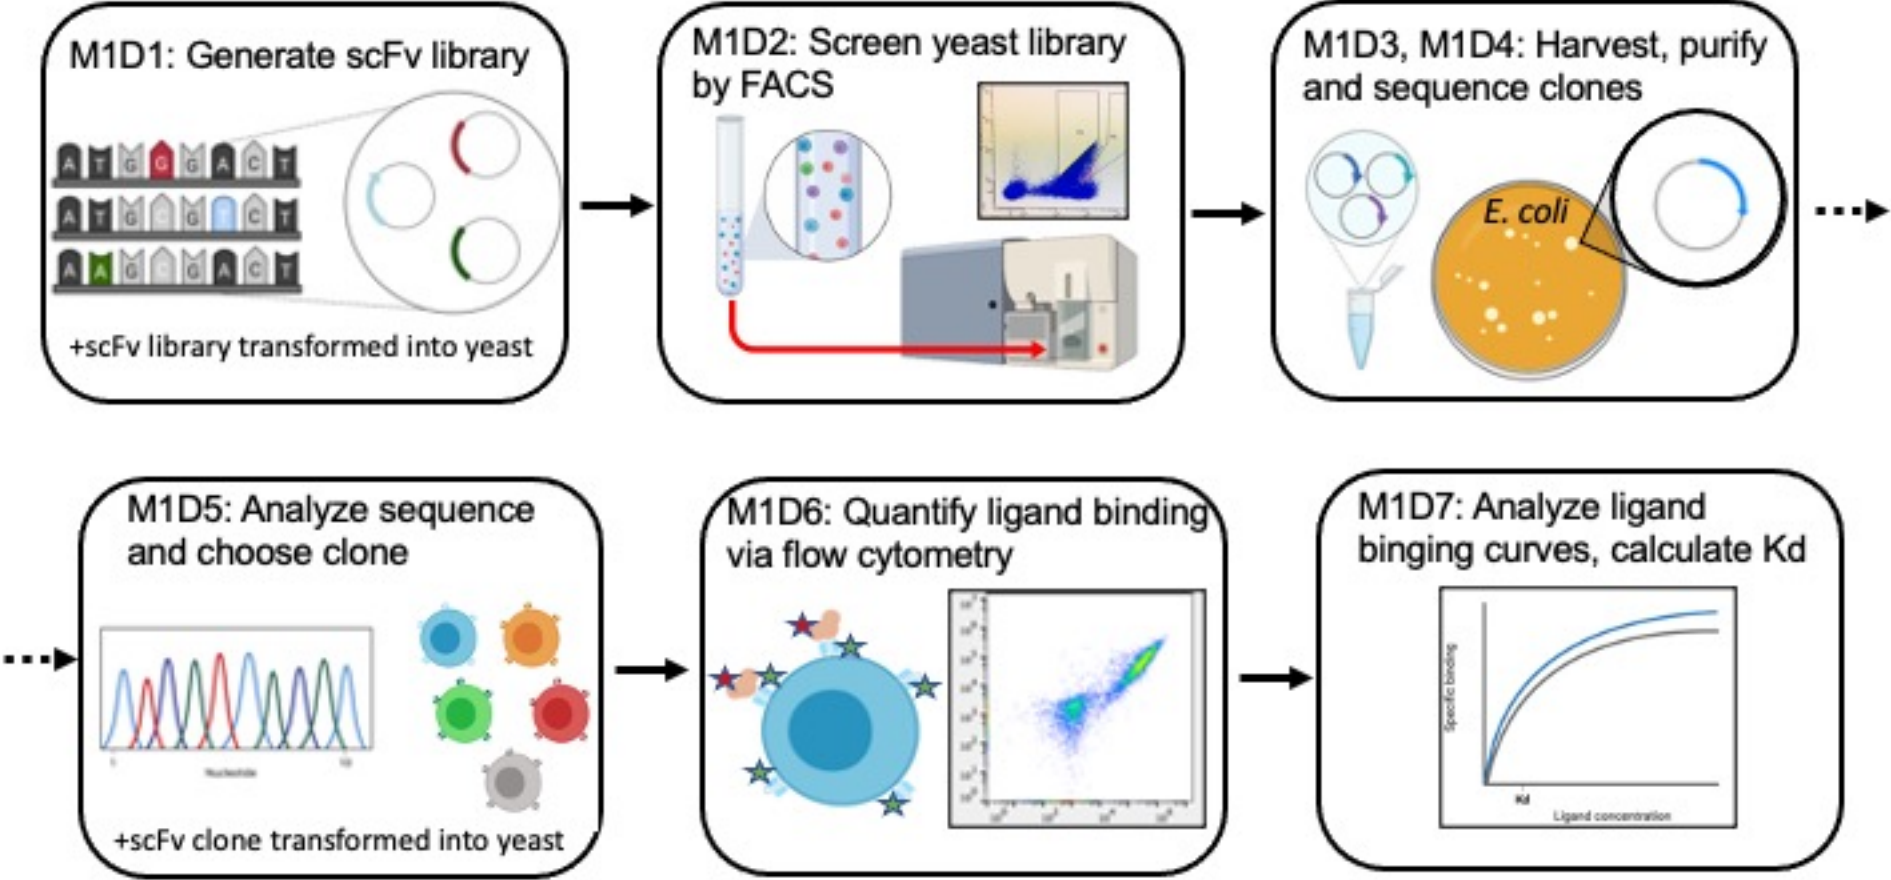 M1D1: Generate scFv library
A T G G G A C T
A T G C G T C T
A A G C G A C T
+scFv library transformed into yeast
M1D2: Screen yeast library
by FACS
M1D3, M1D4: Harvest, purify
and sequence clones
E. coli
M1D5: Analyze sequence
and choose clone
Nucleotide
+scFv clone transformed into yeast
M1D6: Quantify ligand binding
via flow cytometry
M1D7: Analyze ligand
binging curves, calculate Kd
Specific binding
Kd
Ligand concentration